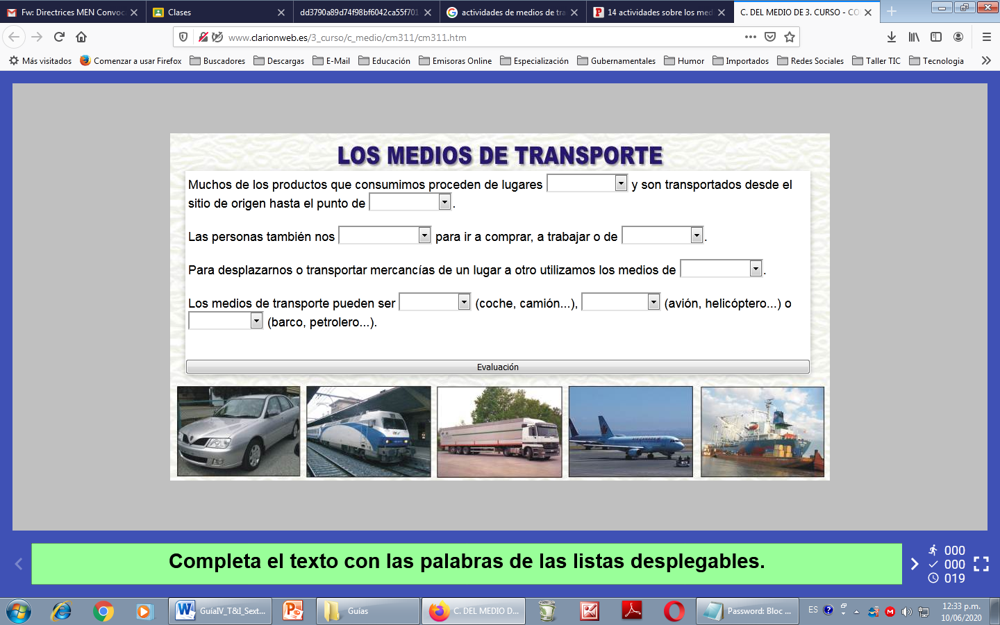 Fw: Directrices MEN Convoc
Clases
dd3790a89d74f98bf6042ca55f701
actividades de medios de tra
14 actividades sobre los med
C. DEL MEDIO DE 3. CURSO - CO
www.clarionweb.es/3_curso/c_medio/cm311/cm311.htm
Más visitados Comenzar a usar Firefox Buscadores Descargas E-Mail Educación Emisoras Online Especialización Gubernamentales Humor Importados Redes Sociales Taller TIC Tecnologia
LOS MEDIOS DE TRANSPORTE
Muchos de los productos que consumimos proceden de lugares y son transportados desde el
sitio de origen hasta el punto de .
Las personas también nos para ir a comprar, a trabajar o de .
Para desplazarnos o transportar mercancías de un lugar a otro utilizamos los medios de .
Los medios de transporte pueden ser (coche, camión...), (avión, helicóptero...) o
(barco, petrolero...).
Evaluación
AIR CANADA
Completa el texto con las palabras de las listas desplegables.
000
000
019
GuíaIV_T&I_Sext...
Guías
C. DEL MEDIO D...
Password: Bloc ...
ES
12:33 p.m.
10/06/2020